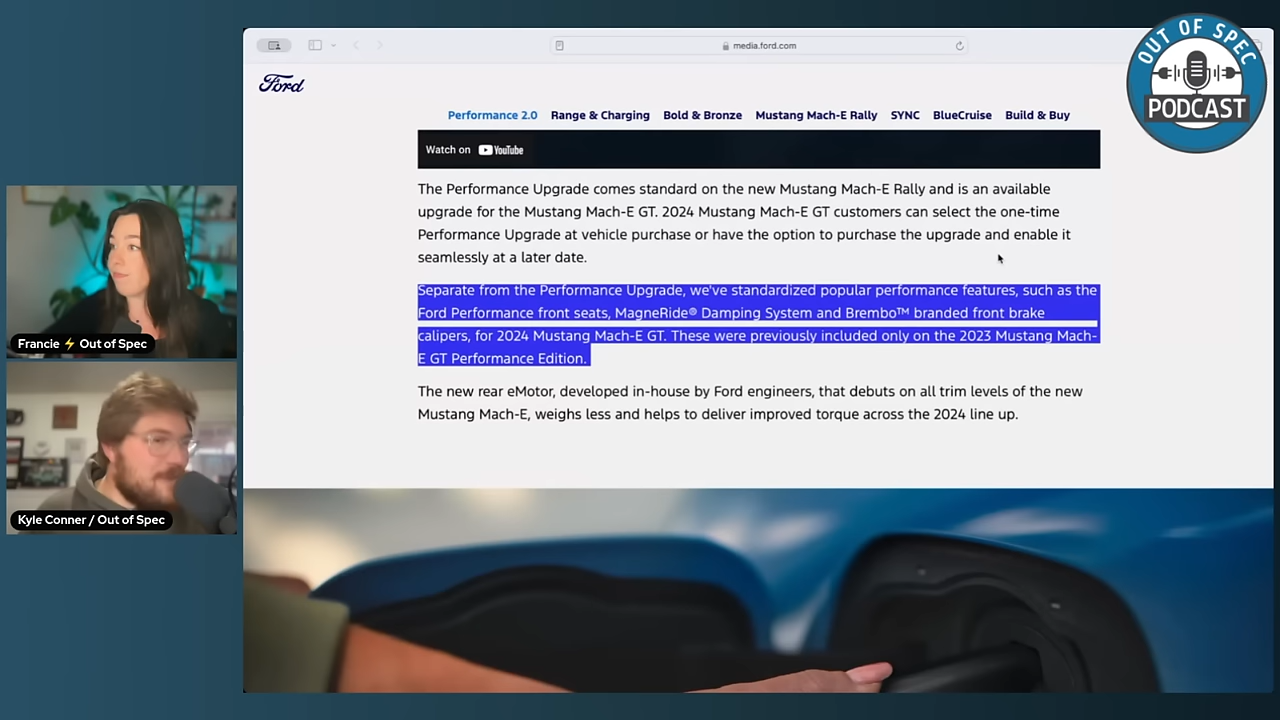 media.ford.com
OUT OF SPEC
PODCAST
Ford
Performance 2.0 Range & Charging Bold & Bronze Mustang Mach-E Rally SYNC BlueCruise Build & Buy
Watch on YouTube
The Performance Upgrade comes standard on the new Mustang Mach-E Rally and is an available
upgrade for the Mustang Mach-E GT. 2024 Mustang Mach-E GT customers can select the one-time
Performance Upgrade at vehicle purchase or have the option to purchase the upgrade and enable it
seamlessly at a later date.
Separate from the Performance Upgrade, we've standardized popular performance features, such as the
Ford Performance front seats, MagneRide® Damping System and Brembo™ branded front brake
calipers, for 2024 Mustang Mach-E GT. These were previously included only on the 2023 Mustang Mach-
E GT Performance Edition.
The new rear eMotor, developed in-house by Ford engineers, that debuts on all trim levels of the new
Mustang Mach-E, weighs less and helps to deliver improved torque across the 2024 line up.
Francie ⚡ Out of Spec
Kyle Conner / Out of Spec